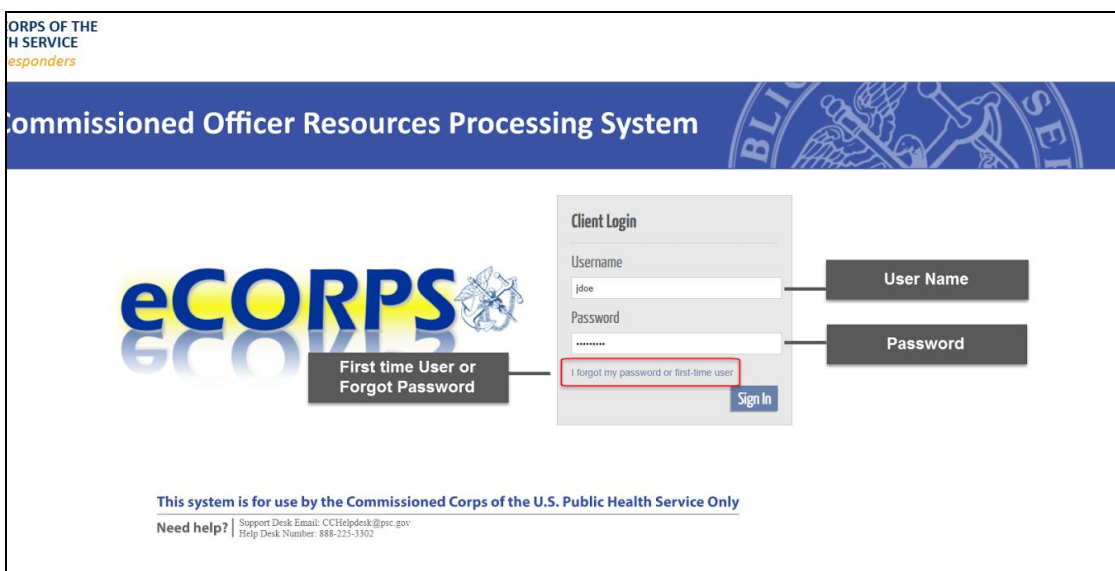 ORPS OF THE
H SERVICE
esponders
ommissioned Officer Resources Processing System
BLIC SER
Client Login
Username
jdoe
User Name
Password
•••••••••
Password
eCORPS
First time User or
Forgot Password
I forgot my password or first-time user
Sign In
This system is for use by the Commissioned Corps of the U.S. Public Health Service Only
Need help?
Support Desk Email: CCHelpdesk@psc.gov
Help Desk Number: 888-225-3302